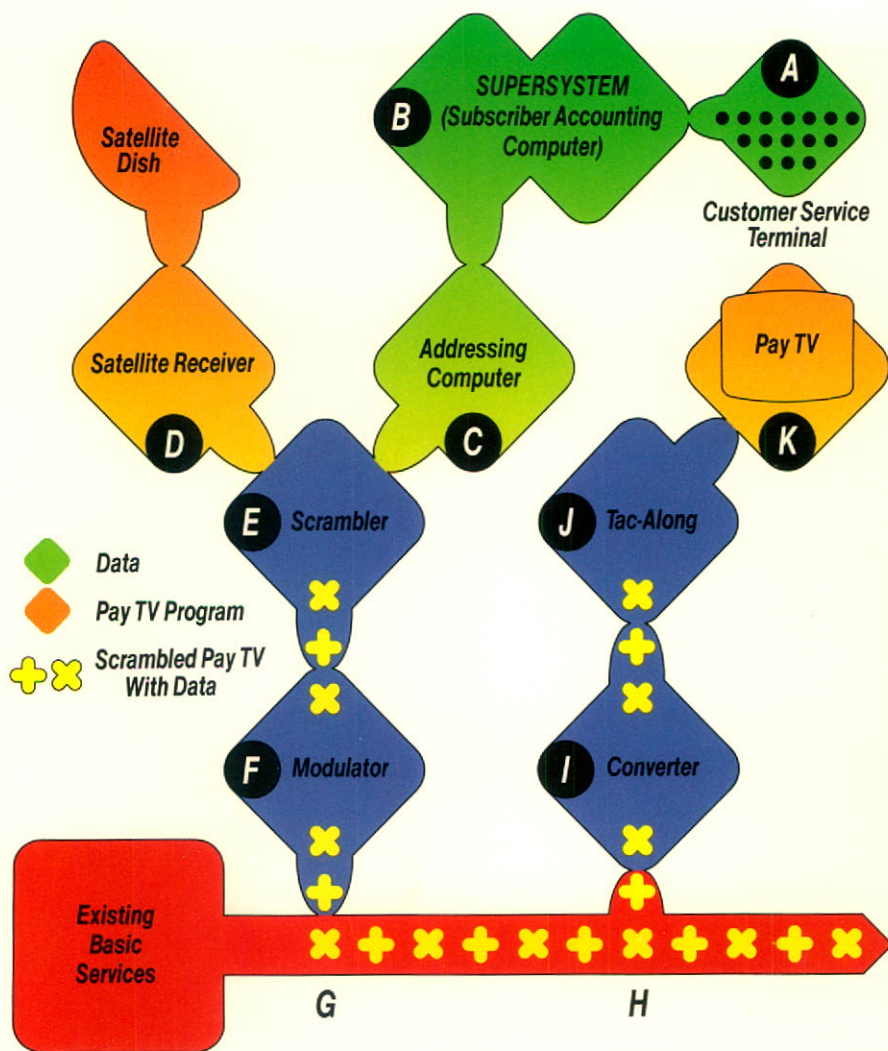 A
SUPERSYSTEM
B
(Subscriber Accounting
Computer)
Satellite
Dish
Customer Service
Terminal
Satellite Receiver
Addressing
Computer
Pay TV
D
C
K
E
Scrambler
J
Tac-Along
Data
Pay TV Program
Scrambled Pay TV
With Data
F
Modulator
I
Converter
Existing
Basic
Services
G
H